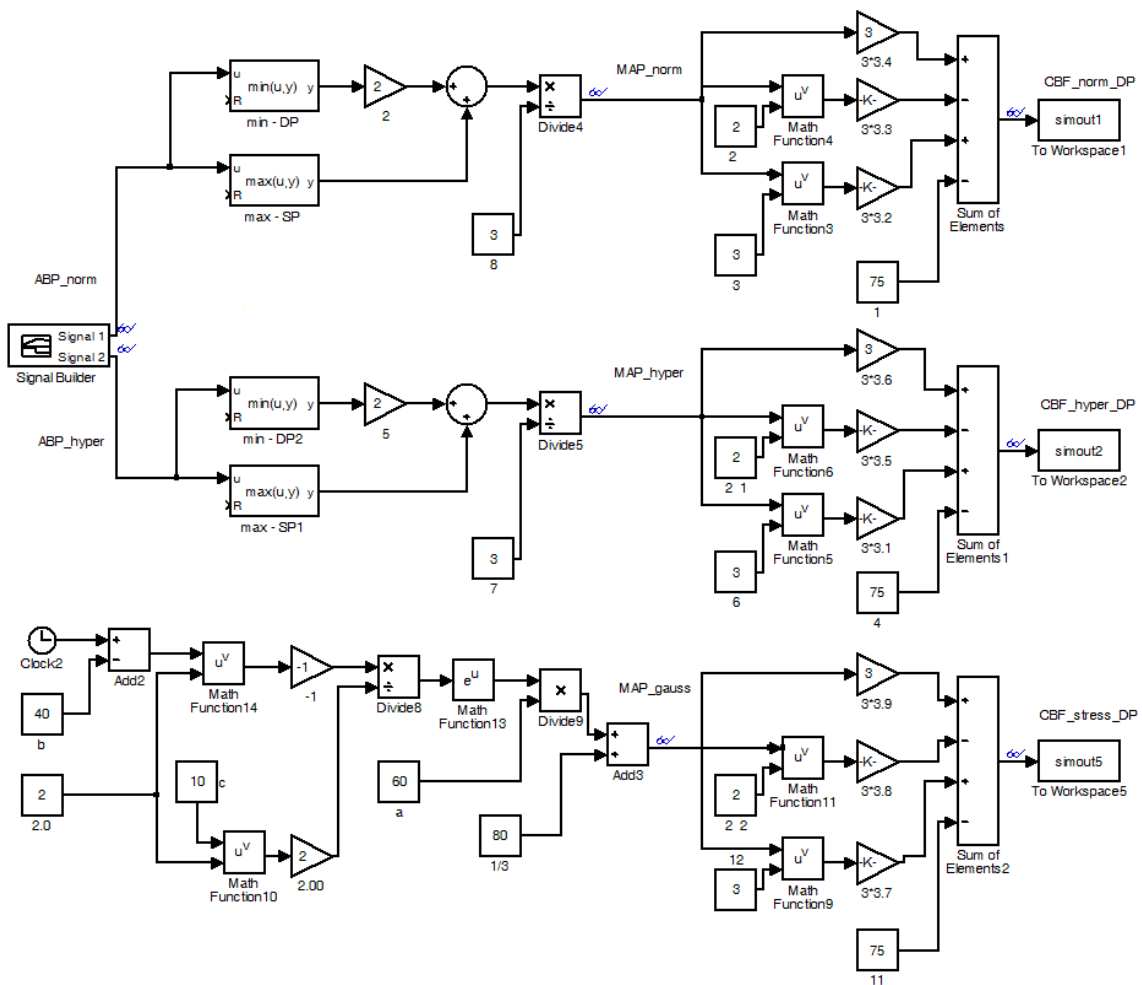 u
R
min(u,y)
y
min - DP
2
2
+
+
×
÷
Divide4
MAP_norm
3
3*3.4
u
R
max(u,y)
y
max - SP
3
8
2
2
u^v
Math
Function4
-K-
3*3.3
3
3
u^v
Math
Function3
-K-
3*3.2
75
1
+
−
+
−
Sum of
Elements
CBF_norm_DP
simout1
To Workspace1
ABP_norm
Signal 1
Signal 2
Signal Builder
ABP_hyper
u
R
min(u,y)
y
min - DP2
2
5
+
+
×
÷
Divide5
MAP_hyper
3
3*3.6
u
R
max(u,y)
y
max - SP1
3
7
2
2 1
u^v
Math
Function6
-K-
3*3.5
3
6
u^v
Math
Function5
-K-
3*3.1
75
4
+
−
+
−
Sum of
Elements1
CBF_hyper_DP
simout2
To Workspace2
Clock2
+
−
Add2
40
b
2
2.0
u^v
Math
Function14
-1
-1
10
c
u^v
Math
Function10
2
2.00
×
÷
Divide8
e^u
Math
Function13
×
Divide9
60
a
80
1/3
+
+
Add3
MAP_gauss
3
3*3.9
2
2 2
u^v
Math
Function11
-K-
3*3.8
12
3
u^v
Math
Function9
-K-
3*3.7
75
11
+
−
+
−
Sum of
Elements2
CBF_stress_DP
simout5
To Workspace5